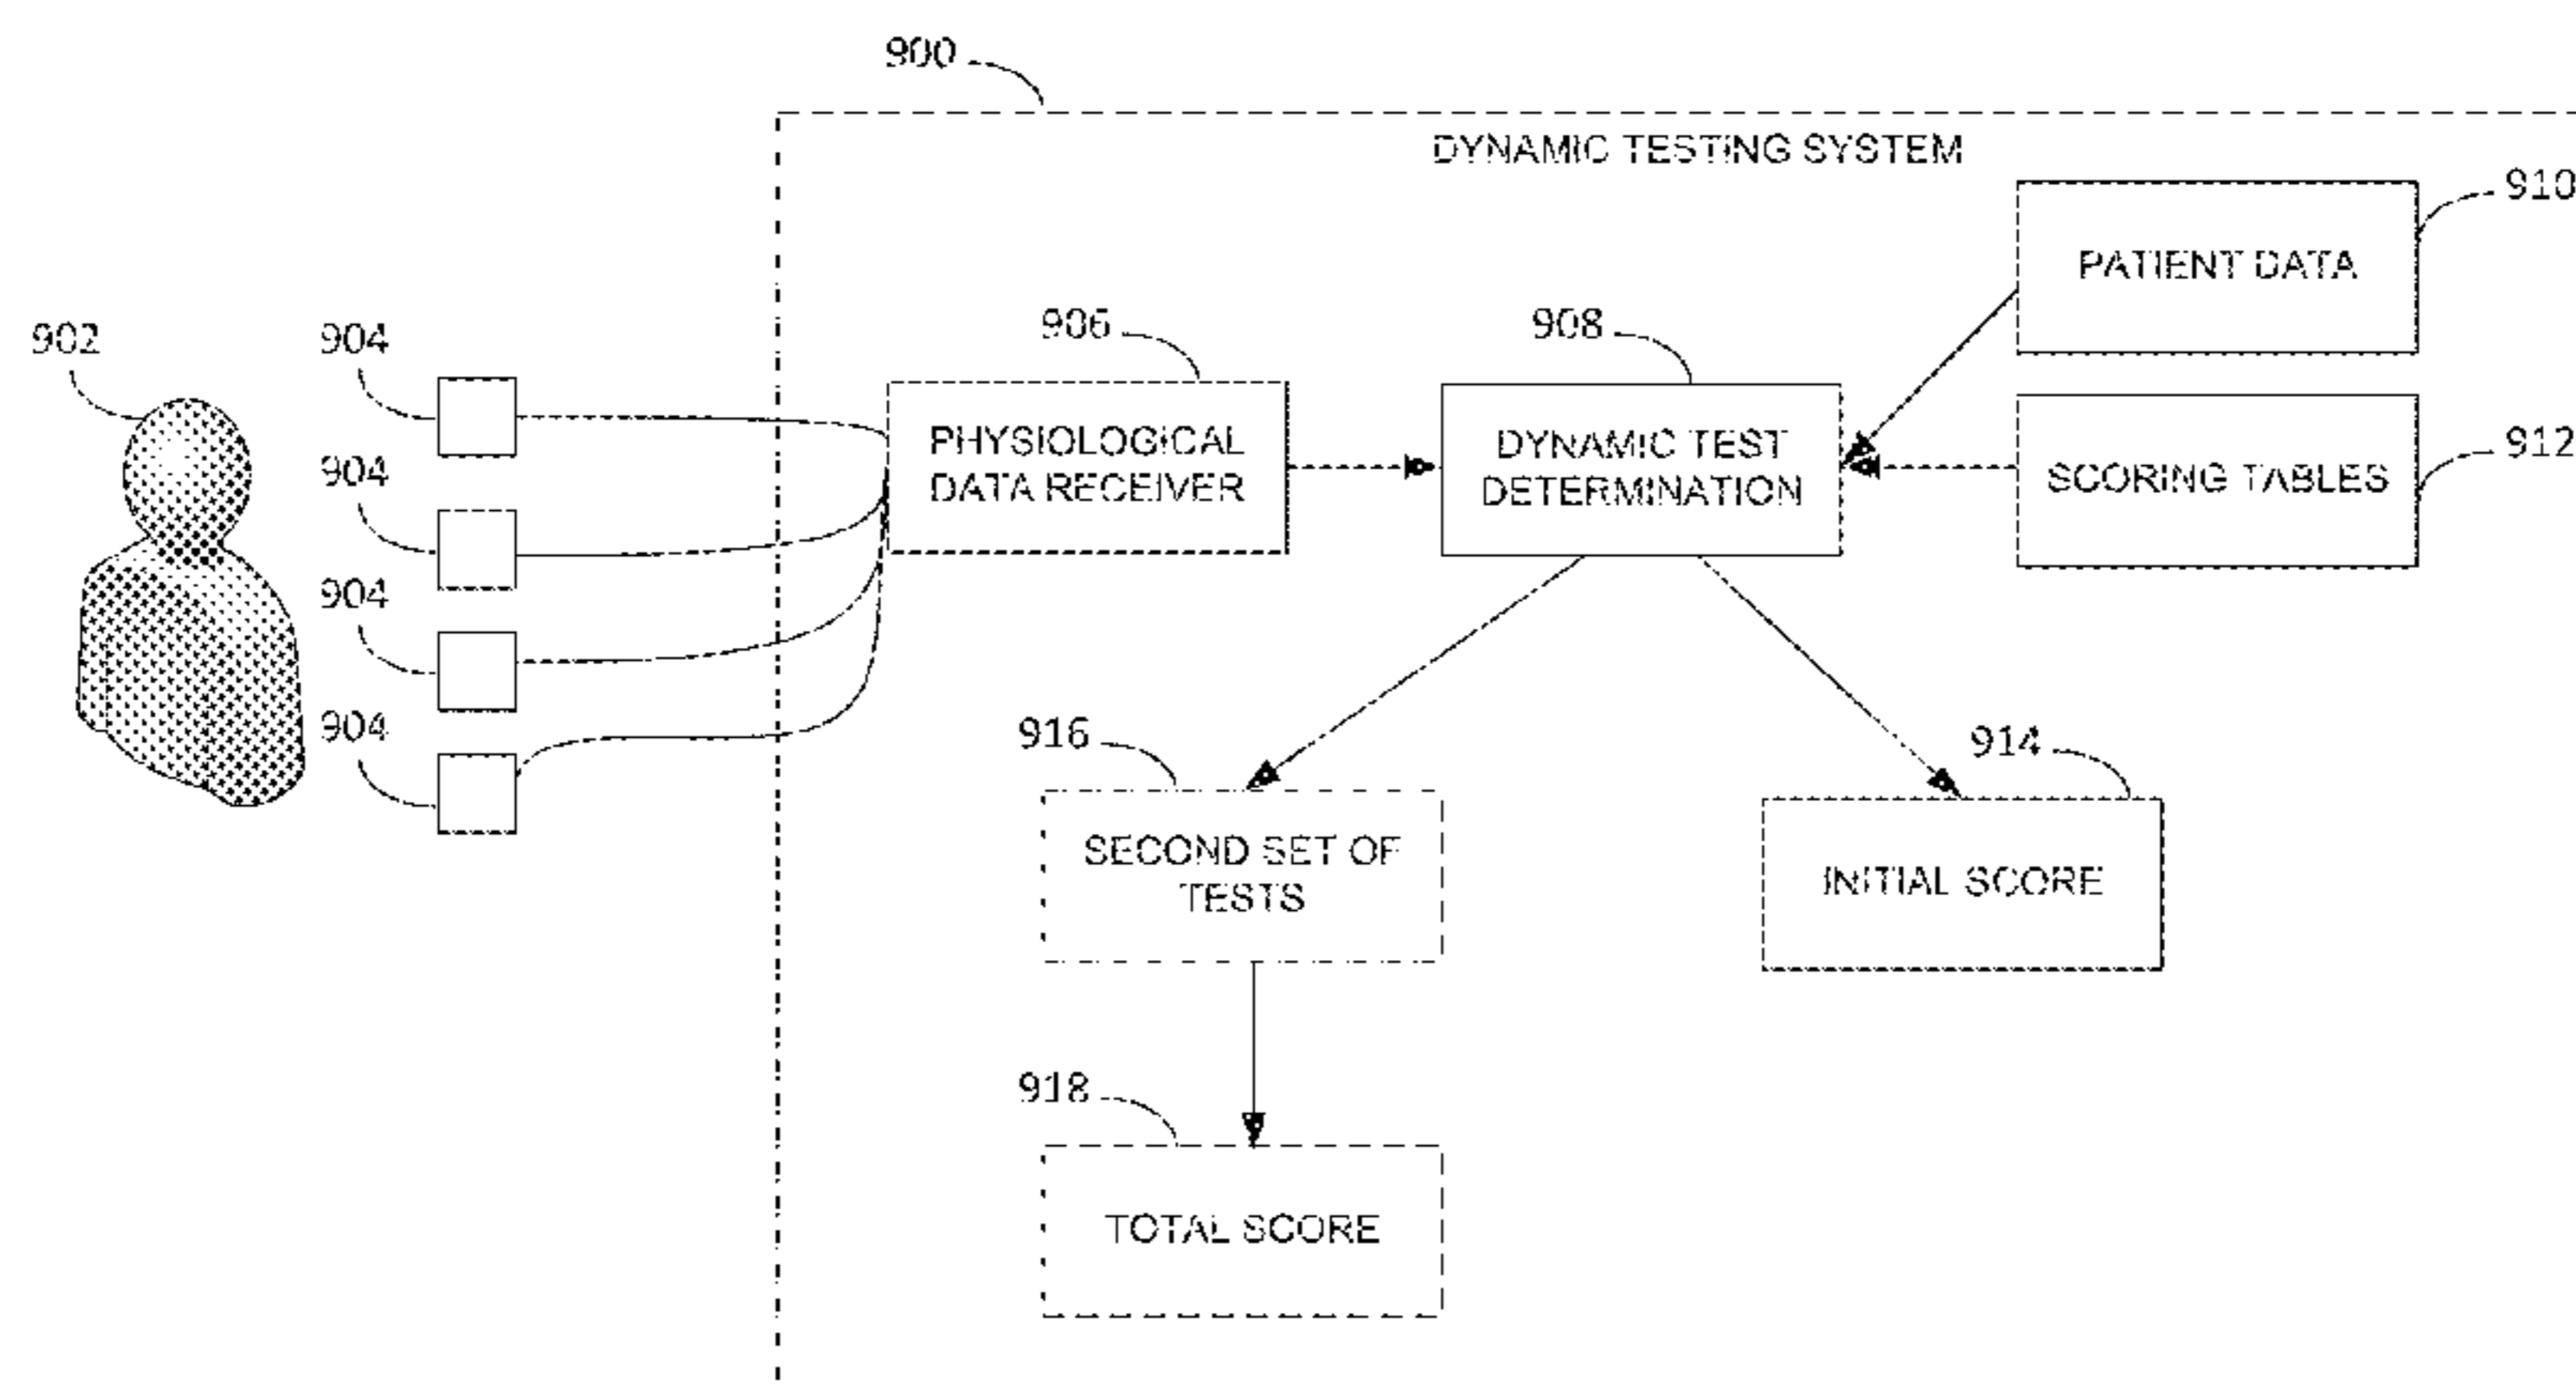 900
DYNAMIC TESTING SYSTEM
910
PATIENT DATA
902
904
906
908
PHYSIOLOGICAL
DATA RECEIVER
DYNAMIC TEST
DETERMINATION
912
SCORING TABLES
904
904
904
916
914
SECOND SET OF
TESTS
INITIAL SCORE
918
TOTAL SCORE